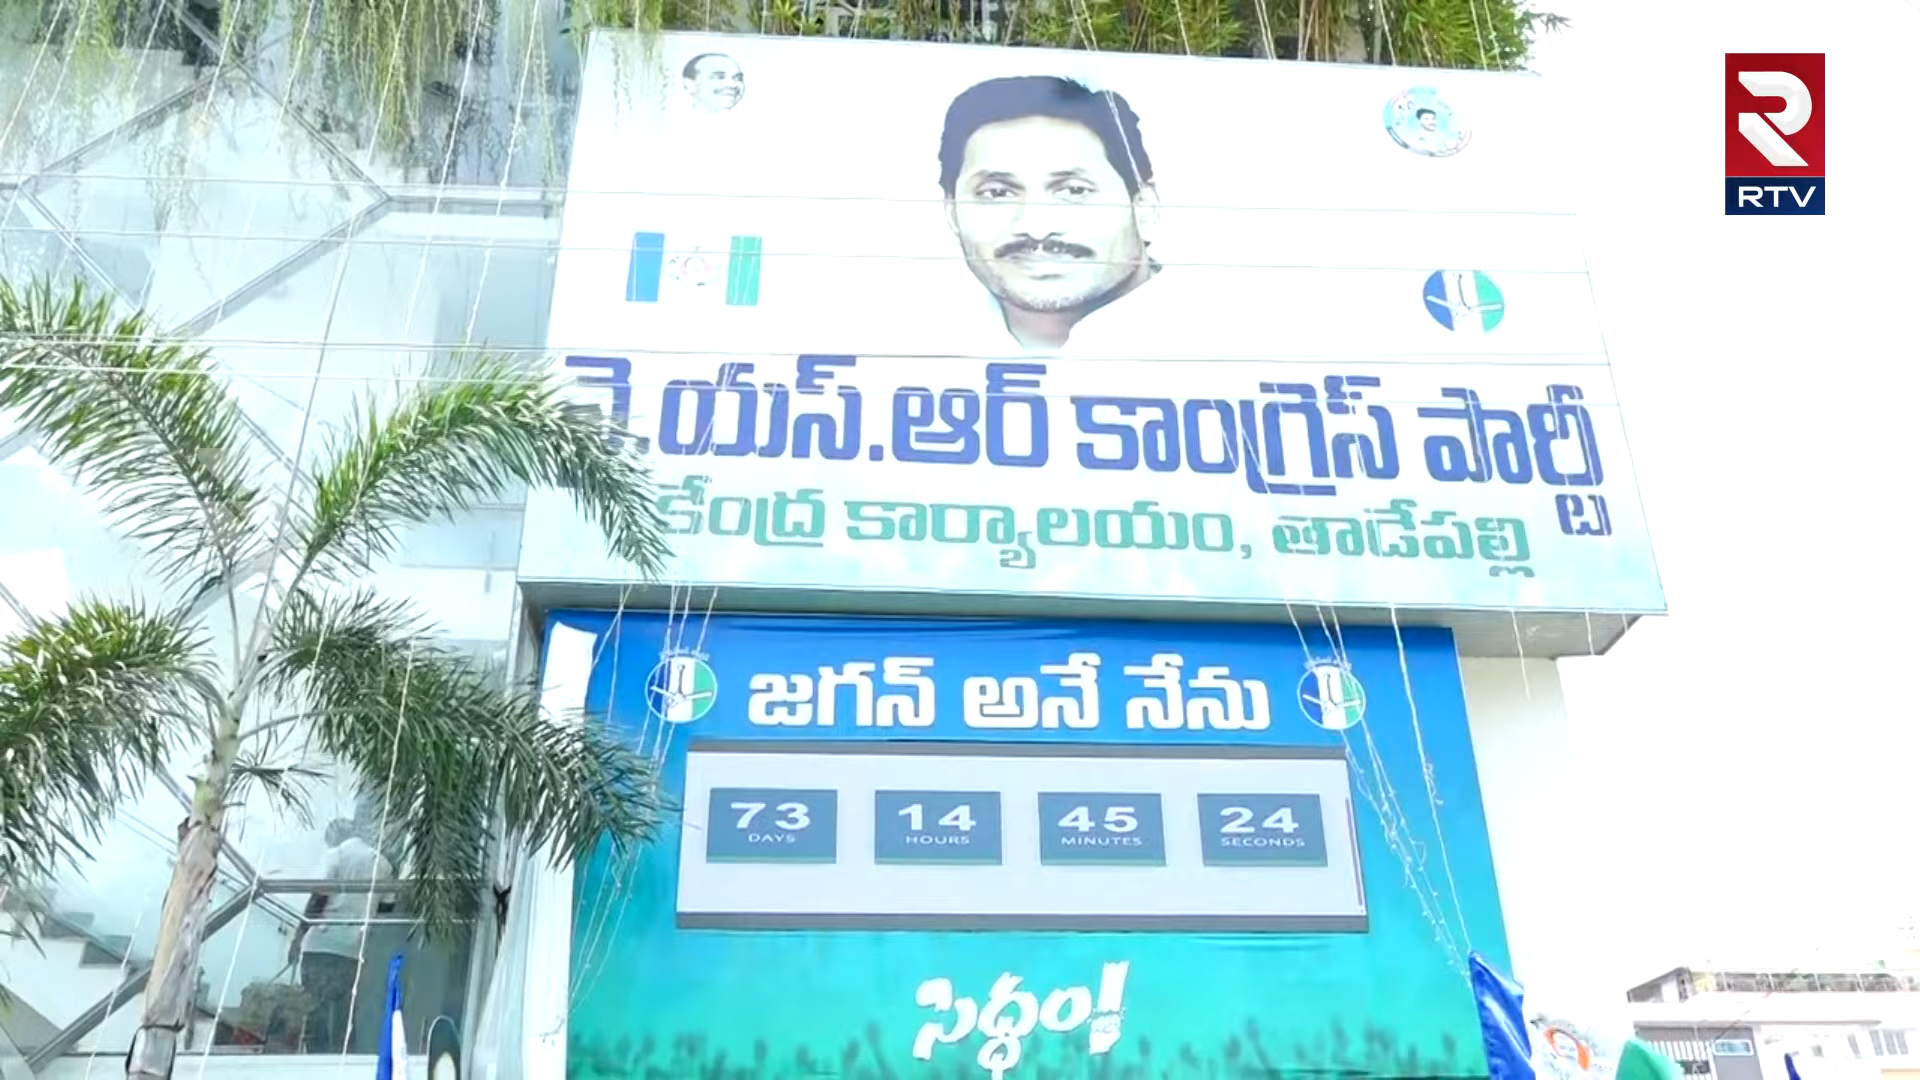 RTV
వై.యస్.ఆర్ కాంగ్రెస్ పార్టీ
కేంద్ర కార్యాలయం, తాడేపల్లి
జగన్ అనే నేను
73 14 45 24
DAYS HOURS MINUTES SECONDS
సిద్ధం!